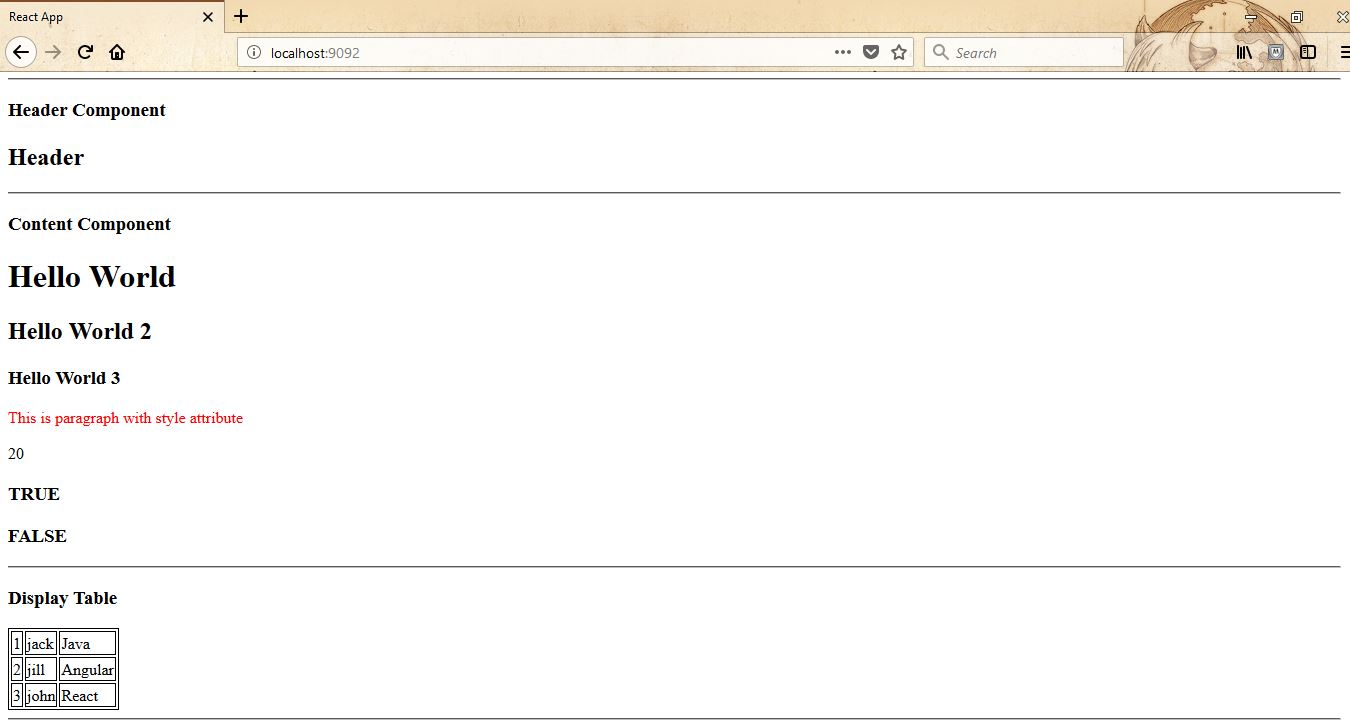 React App
localhost:9092
Search
Header Component
Header
Content Component
Hello World
Hello World 2
Hello World 3
This is paragraph with style attribute
20
TRUE
FALSE
Display Table
1 jack Java
2 jill Angular
3 john React